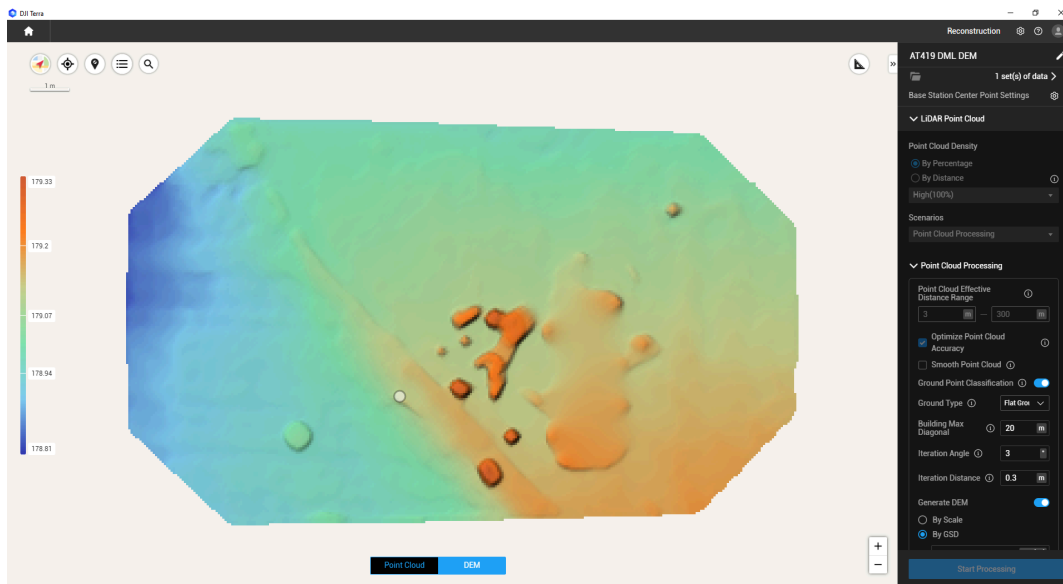 DJI Terra
Reconstruction
1 m
179.33
179.2
179.07
178.94
178.81
Point Cloud
DEM
AT419 DML DEM
1 set(s) of data
Base Station Center Point Settings
LiDAR Point Cloud
Point Cloud Density
By Percentage
By Distance
High(100%)
Scenarios
Point Cloud Processing
Point Cloud Processing
Point Cloud Effective
Distance Range
3 m — 300 m
Optimize Point Cloud
Accuracy
Smooth Point Cloud
Ground Point Classification
Ground Type
Flat Grou
Building Max
Diagonal
20 m
Iteration Angle 3 °
Iteration Distance 0.3 m
Generate DEM
By Scale
By GSD
Start Processing